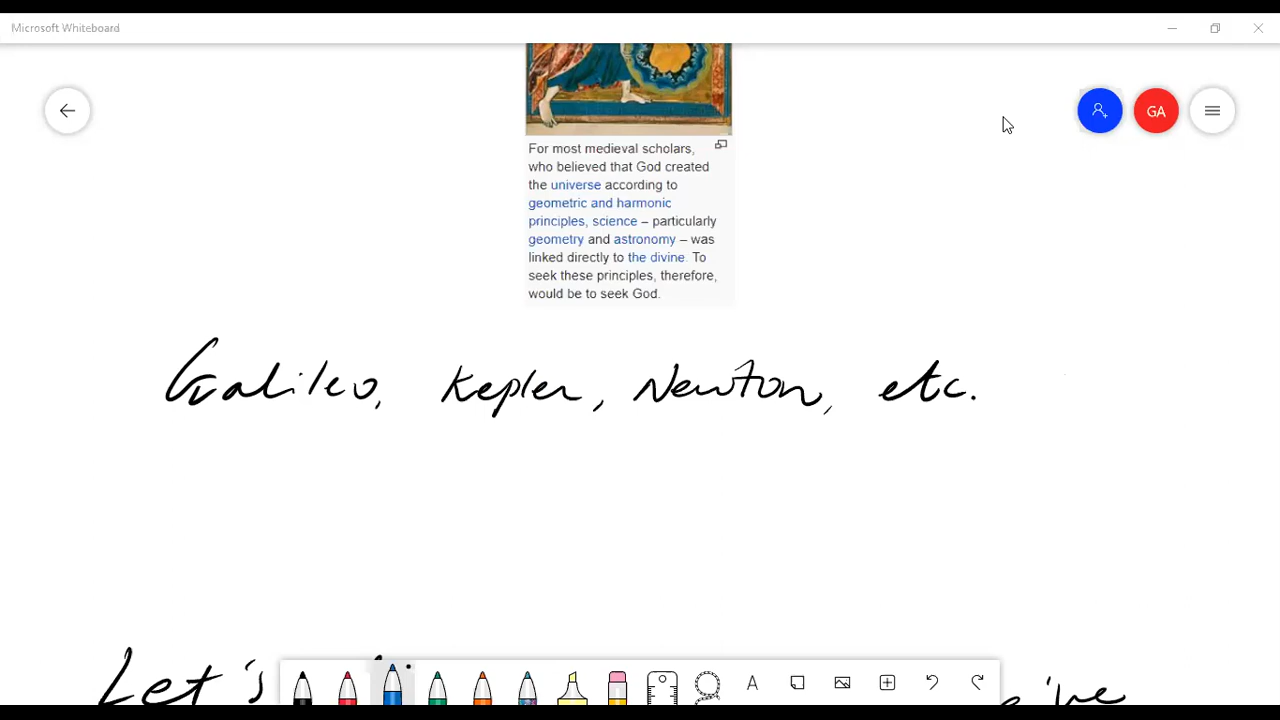 Microsoft Whiteboard
GA
For most medieval scholars,
who believed that God created
the universe according to
geometric and harmonic
principles, science – particularly
geometry and astronomy – was
linked directly to the divine. To
seek these principles, therefore,
would be to seek God.
Galileo, Kepler, Newton, etc.
Let's
A